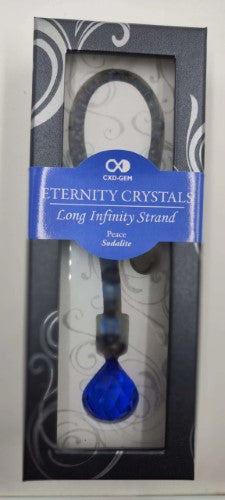 CXD-GEM
ETERNITY CRYSTALS
Long Infinity Strand
Peace
Sodalite